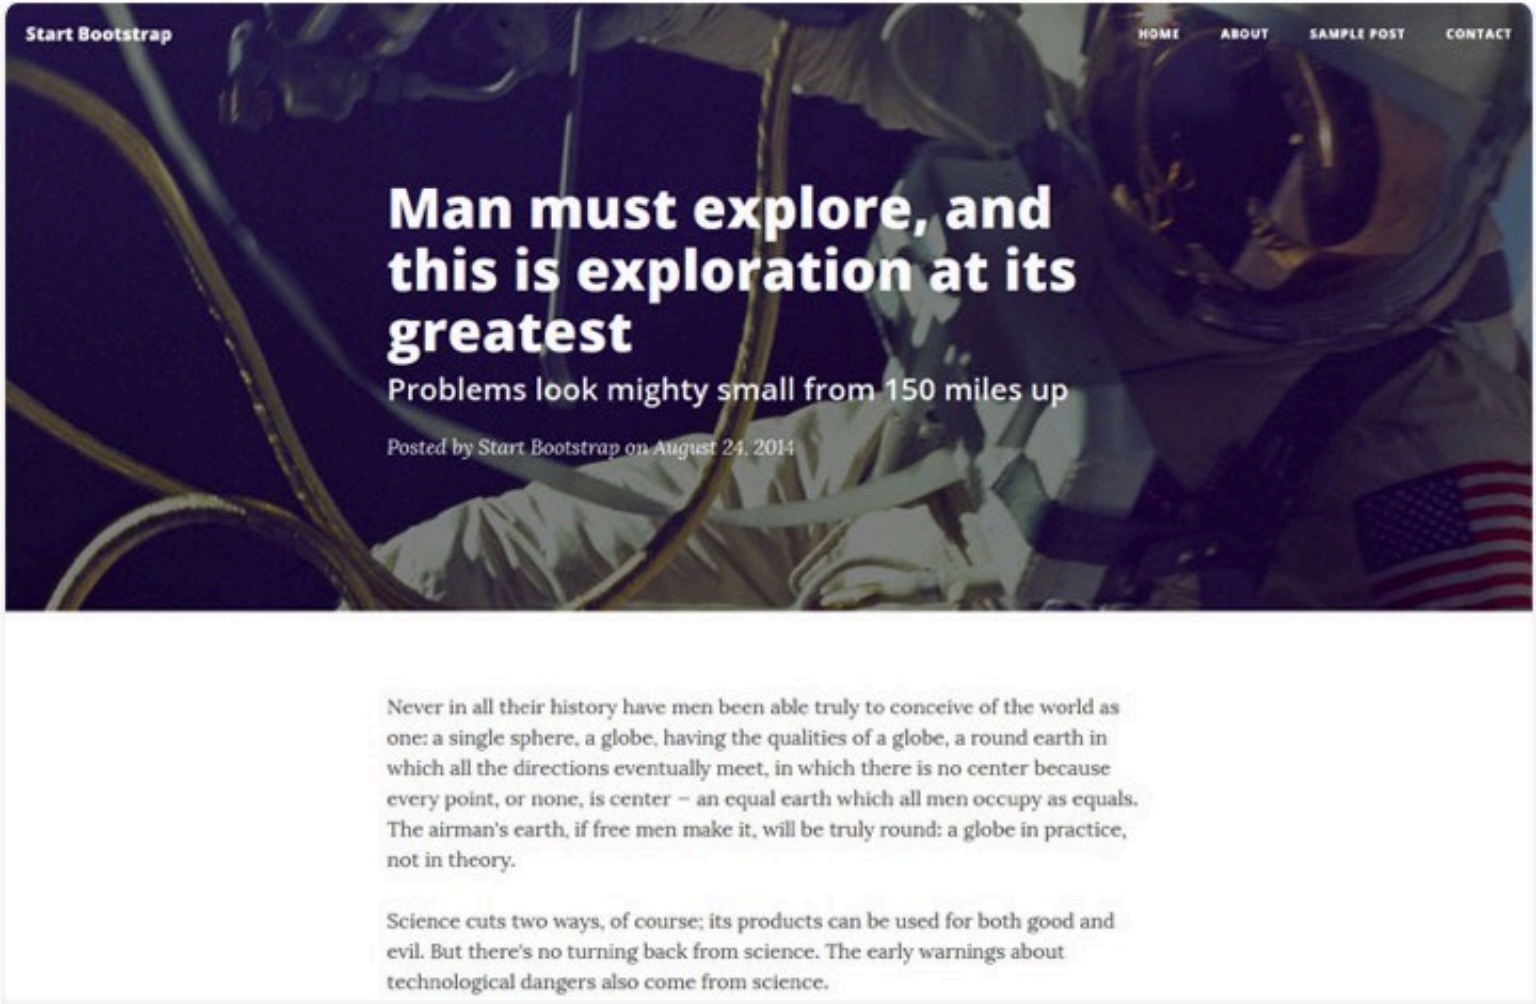 Start Bootstrap
HOME ABOUT SAMPLE POST CONTACT
Man must explore, and
this is exploration at its
greatest
Problems look mighty small from 150 miles up
Posted by Start Bootstrap on August 24, 2014
Never in all their history have men been able truly to conceive of the world as
one: a single sphere, a globe, having the qualities of a globe, a round earth in
which all the directions eventually meet, in which there is no center because
every point, or none, is center — an equal earth which all men occupy as equals.
The airman's earth, if free men make it, will be truly round: a globe in practice,
not in theory.
Science cuts two ways, of course; its products can be used for both good and
evil. But there's no turning back from science. The early warnings about
technological dangers also come from science.